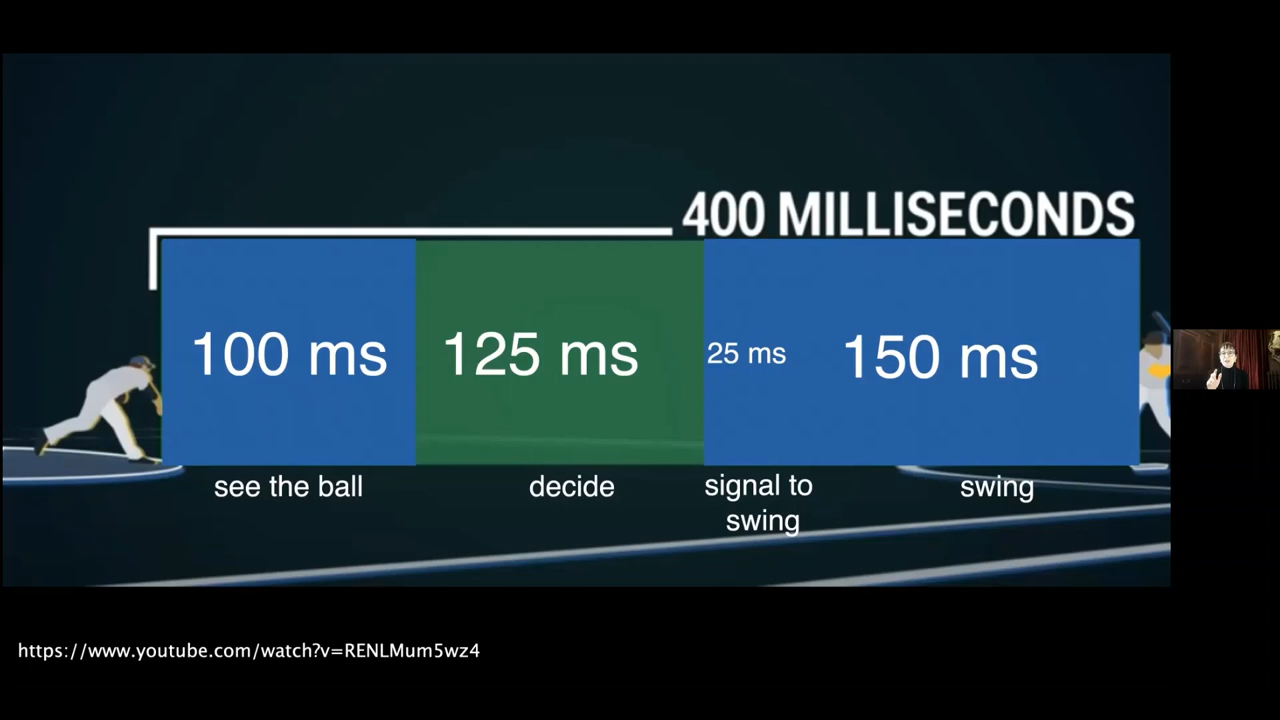 400 MILLISECONDS
100 ms
125 ms
25 ms
150 ms
see the ball
decide
signal to
swing
swing
https://www.youtube.com/watch?v=RENLMum5wz4